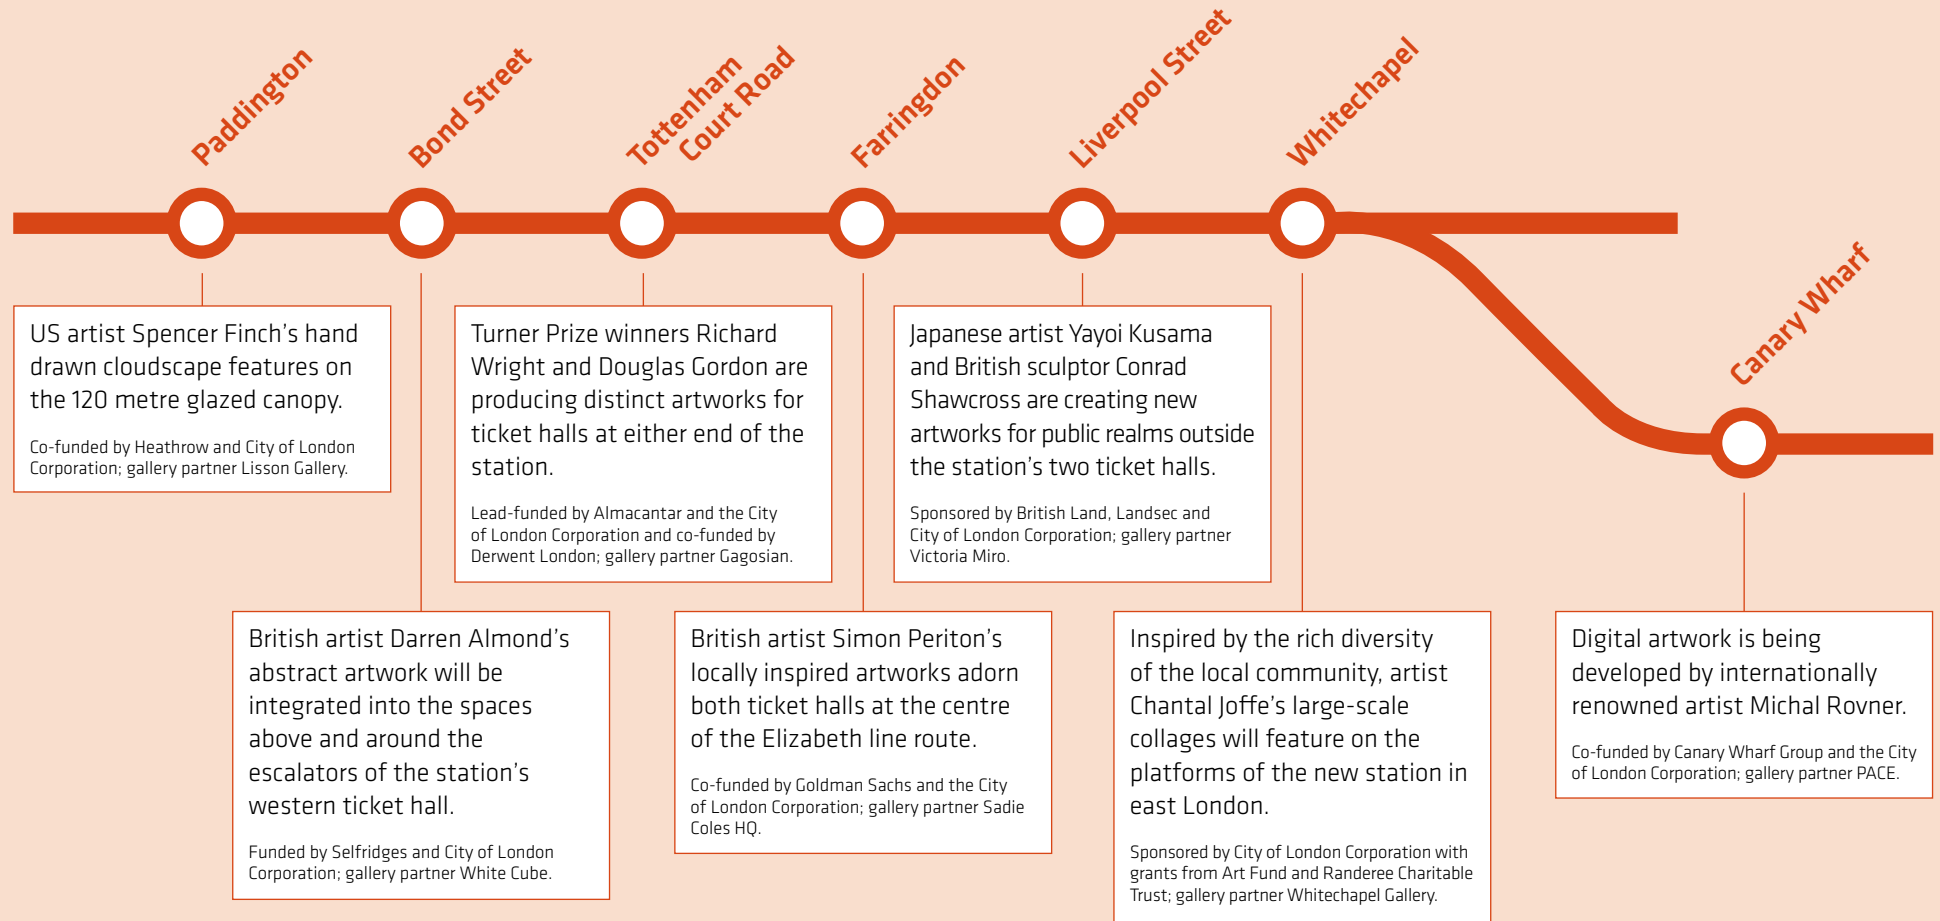 Paddington
Bond Street
Tottenham
Court Road
Farringdon
Liverpool Street
Whitechapel
Canary Wharf
US artist Spencer Finch's hand
drawn cloudscape features on
the 120 metre glazed canopy.
Co-funded by Heathrow and City of London
Corporation; gallery partner Lisson Gallery.
British artist Darren Almond's
abstract artwork will be
integrated into the spaces
above and around the
escalators of the station's
western ticket hall.
Funded by Selfridges and City of London
Corporation; gallery partner White Cube.
Turner Prize winners Richard
Wright and Douglas Gordon are
producing distinct artworks for
ticket halls at either end of the
station.
Lead-funded by Almacantar and the City
of London Corporation and co-funded by
Derwent London; gallery partner Gagosian.
British artist Simon Periton's
locally inspired artworks adorn
both ticket halls at the centre
of the Elizabeth line route.
Co-funded by Goldman Sachs and the City
of London Corporation; gallery partner Sadie
Coles HQ.
Japanese artist Yayoi Kusama
and British sculptor Conrad
Shawcross are creating new
artworks for public realms outside
the station's two ticket halls.
Sponsored by British Land, Landsec and
City of London Corporation; gallery partner
Victoria Miro.
Inspired by the rich diversity
of the local community, artist
Chantal Joffe's large-scale
collages will feature on the
platforms of the new station in
east London.
Sponsored by City of London Corporation with
grants from Art Fund and Randeree Charitable
Trust; gallery partner Whitechapel Gallery.
Digital artwork is being
developed by internationally
renowned artist Michal Rovner.
Co-funded by Canary Wharf Group and the City
of London Corporation; gallery partner PACE.